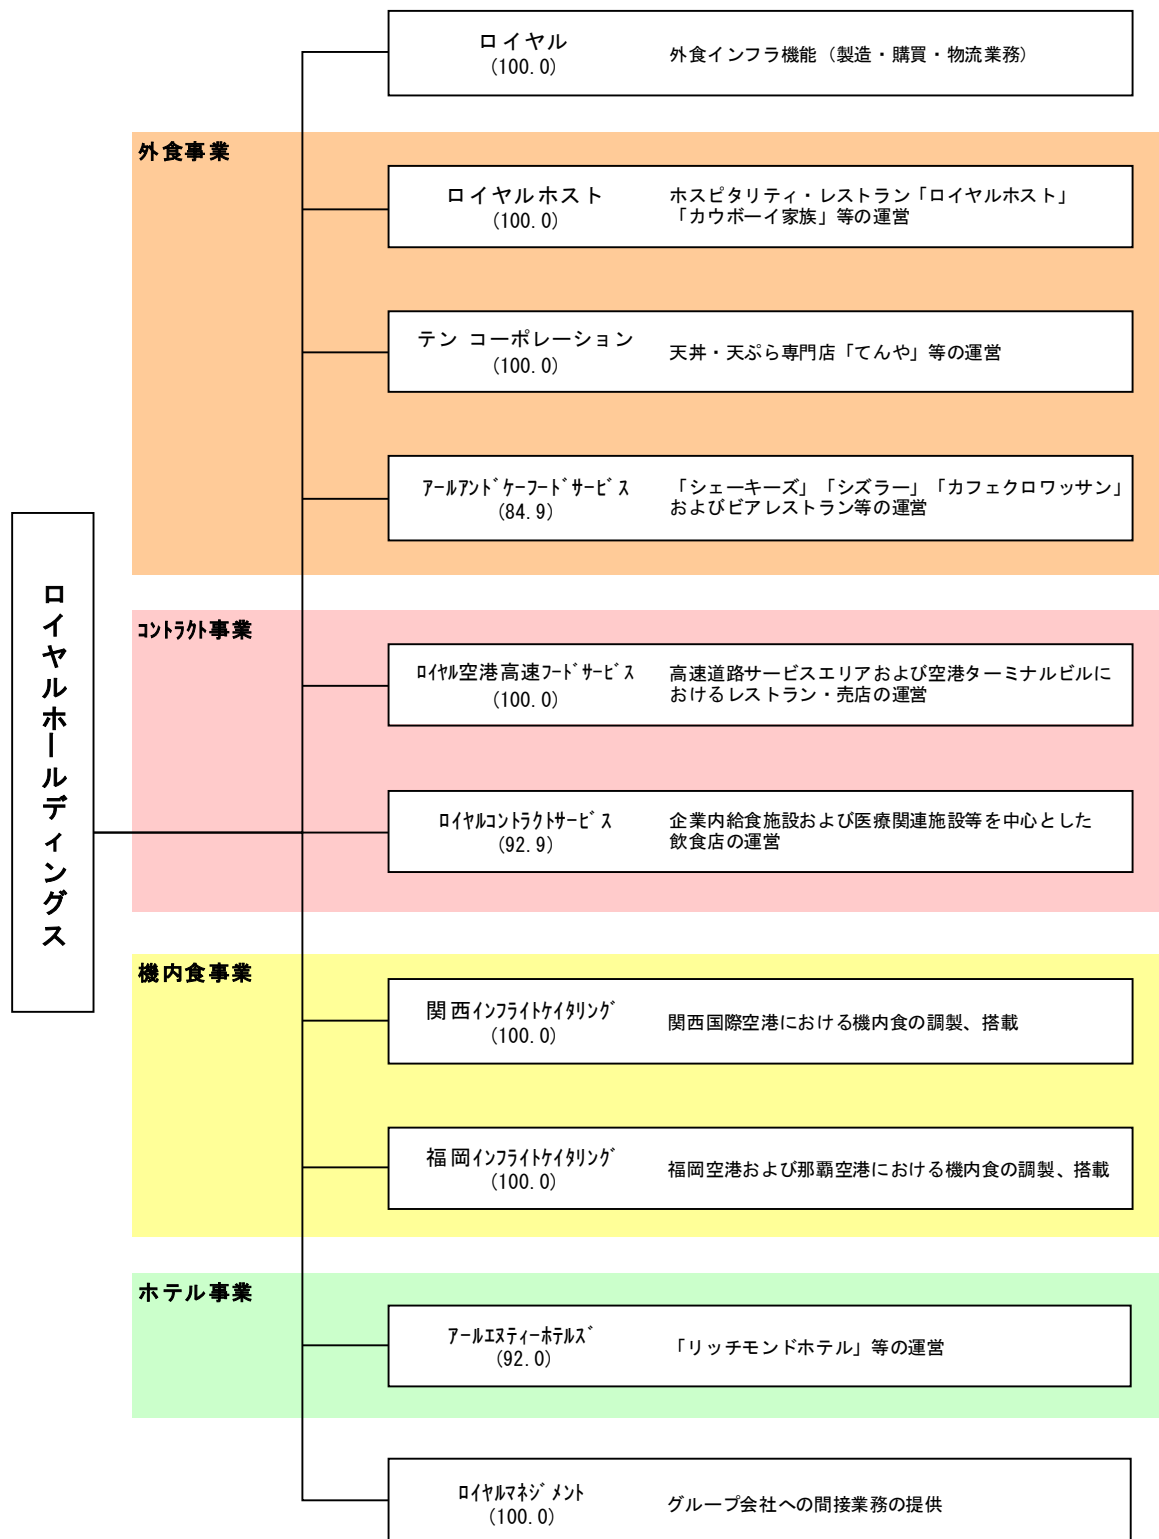 ロイヤル
(100.0)
外食インフラ機能（製造・購買・物流業務）
外食事業
ロイヤルホスト
(100.0)
ホスピタリティ・レストラン「ロイヤルホスト」
「カウボーイ家族」等の運営
テン コーポレーション
(100.0)
天丼・天ぷら専門店「てんや」等の運営
ｱｰﾙｱﾝﾄﾞｹｰﾌｰﾄﾞｻｰﾋﾞｽ
(84.9)
「シェーキーズ」「シズラー」「カフェクロワッサン」
およびビアレストラン等の運営
ロイヤルホールディングス
ｺﾝﾄﾗｸﾄ事業
ﾛｲﾔﾙ空港高速ﾌｰﾄﾞｻｰﾋﾞｽ
(100.0)
高速道路サービスエリアおよび空港ターミナルビルに
おけるレストラン・売店の運営
ﾛｲﾔﾙｺﾝﾄﾗｸﾄｻｰﾋﾞｽ
(92.9)
企業内給食施設および医療関連施設等を中心とした
飲食店の運営
機内食事業
関西ｲﾝﾌﾗｲﾄｹｲﾀﾘﾝｸﾞ
(100.0)
関西国際空港における機内食の調製、搭載
福岡ｲﾝﾌﾗｲﾄｹｲﾀﾘﾝｸﾞ
(100.0)
福岡空港および那覇空港における機内食の調製、搭載
ホテル事業
ｱｰﾙｴｽﾃｨｰﾎﾃﾙｽﾞ
(92.0)
「リッチモンドホテル」等の運営
ﾛｲﾔﾙﾏﾈｼﾞﾒﾝﾄ
(100.0)
グループ会社への間接業務の提供